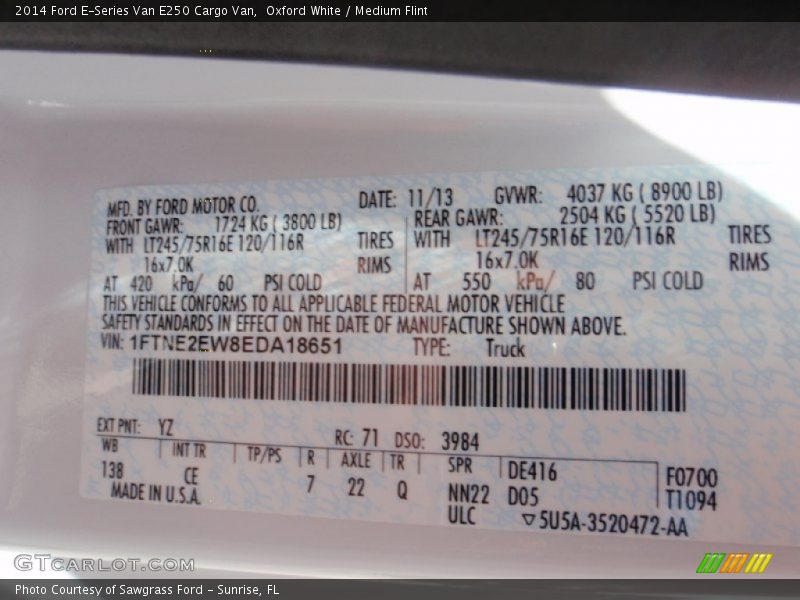 2014 Ford E-Series Van E250 Cargo Van, Oxford White / Medium Flint
MFD. BY FORD MOTOR CO. DATE: 11/13 GVWR: 4037 KG ( 8900 LB)
FRONT GAWR: 1724 KG ( 3800 LB) REAR GAWR: 2504 KG ( 5520 LB)
WITH LT245/75R16E 120/116R TIRES WITH LT245/75R16E 120/116R TIRES
16x7.0K RIMS 16x7.0K RIMS
AT 420 kPa/ 60 PSI COLD AT 550 kPa/ 80 PSI COLD
THIS VEHICLE CONFORMS TO ALL APPLICABLE FEDERAL MOTOR VEHICLE
SAFETY STANDARDS IN EFFECT ON THE DATE OF MANUFACTURE SHOWN ABOVE.
VIN: 1FTNE2EW8EDA18651 TYPE: Truck
EXT PNT: YZ RC: 71 DSO: 3984
WB INT TR TP/PS R AXLE TR SPR DE416 F0700
138 CE 7 22 Q NN22 D05 T1094
MADE IN U.S.A. ULC ▽5U5A-3520472-AA
GTCARLOT.COM
Photo Courtesy of Sawgrass Ford - Sunrise, FL